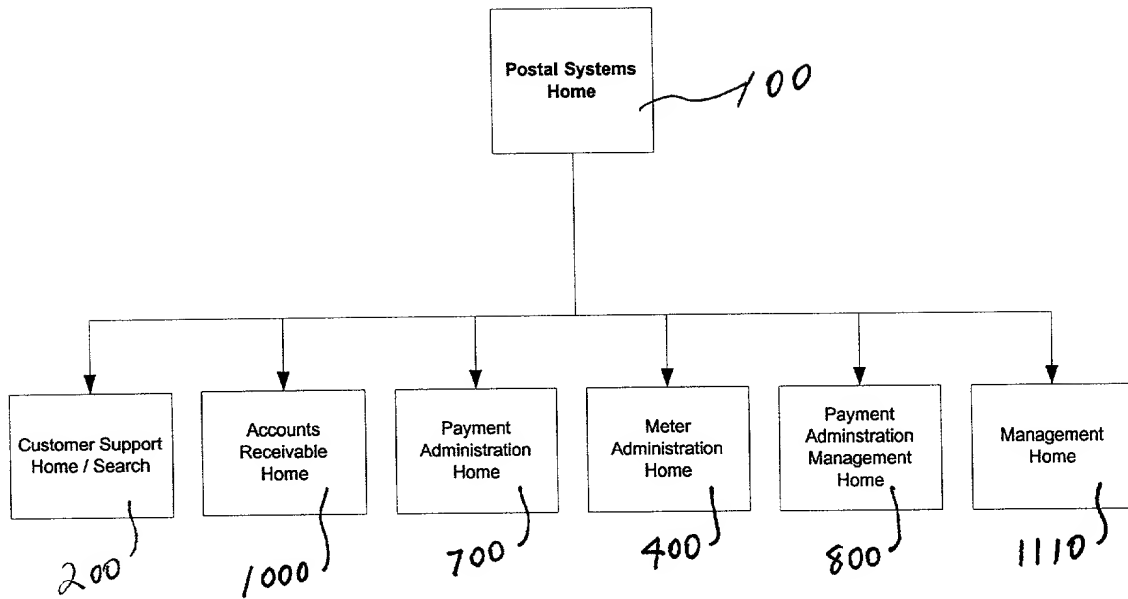 Postal Systems
Home
100
Customer Support
Home / Search
200
Accounts
Receivable
Home
1000
Payment
Administration
Home
700
Meter
Administration
Home
400
Payment
Adminstration
Management
Home
800
Management
Home
1110